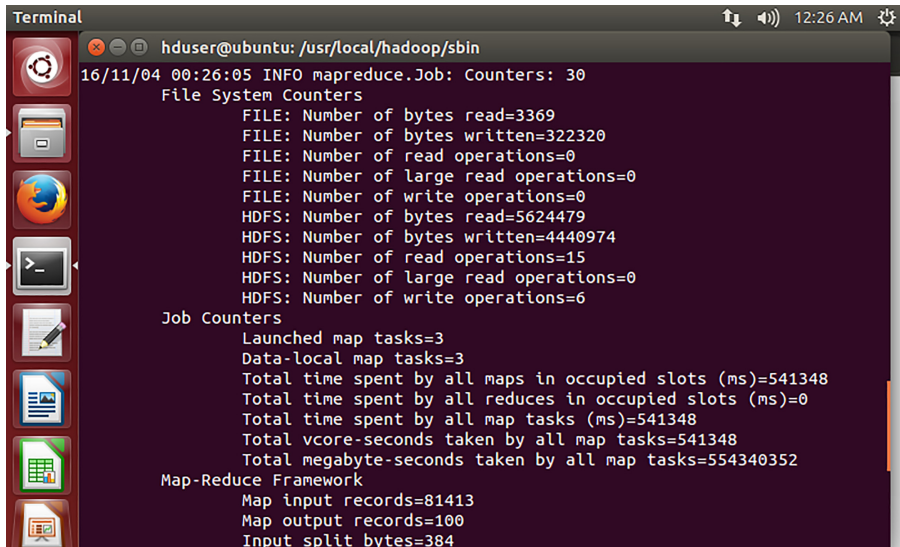 Terminal 12:26 AM
hduser@ubuntu: /usr/local/hadoop/sbin
16/11/04 00:26:05 INFO mapreduce.Job: Counters: 30
File System Counters
FILE: Number of bytes read=3369
FILE: Number of bytes written=322320
FILE: Number of read operations=0
FILE: Number of large read operations=0
FILE: Number of write operations=0
HDFS: Number of bytes read=5624479
HDFS: Number of bytes written=4440974
HDFS: Number of read operations=15
HDFS: Number of large read operations=0
HDFS: Number of write operations=6
Job Counters
Launched map tasks=3
Data-local map tasks=3
Total time spent by all maps in occupied slots (ms)=541348
Total time spent by all reduces in occupied slots (ms)=0
Total time spent by all map tasks (ms)=541348
Total vcore-seconds taken by all map tasks=541348
Total megabyte-seconds taken by all map tasks=554340352
Map-Reduce Framework
Map input records=81413
Map output records=100
Input split bytes=384